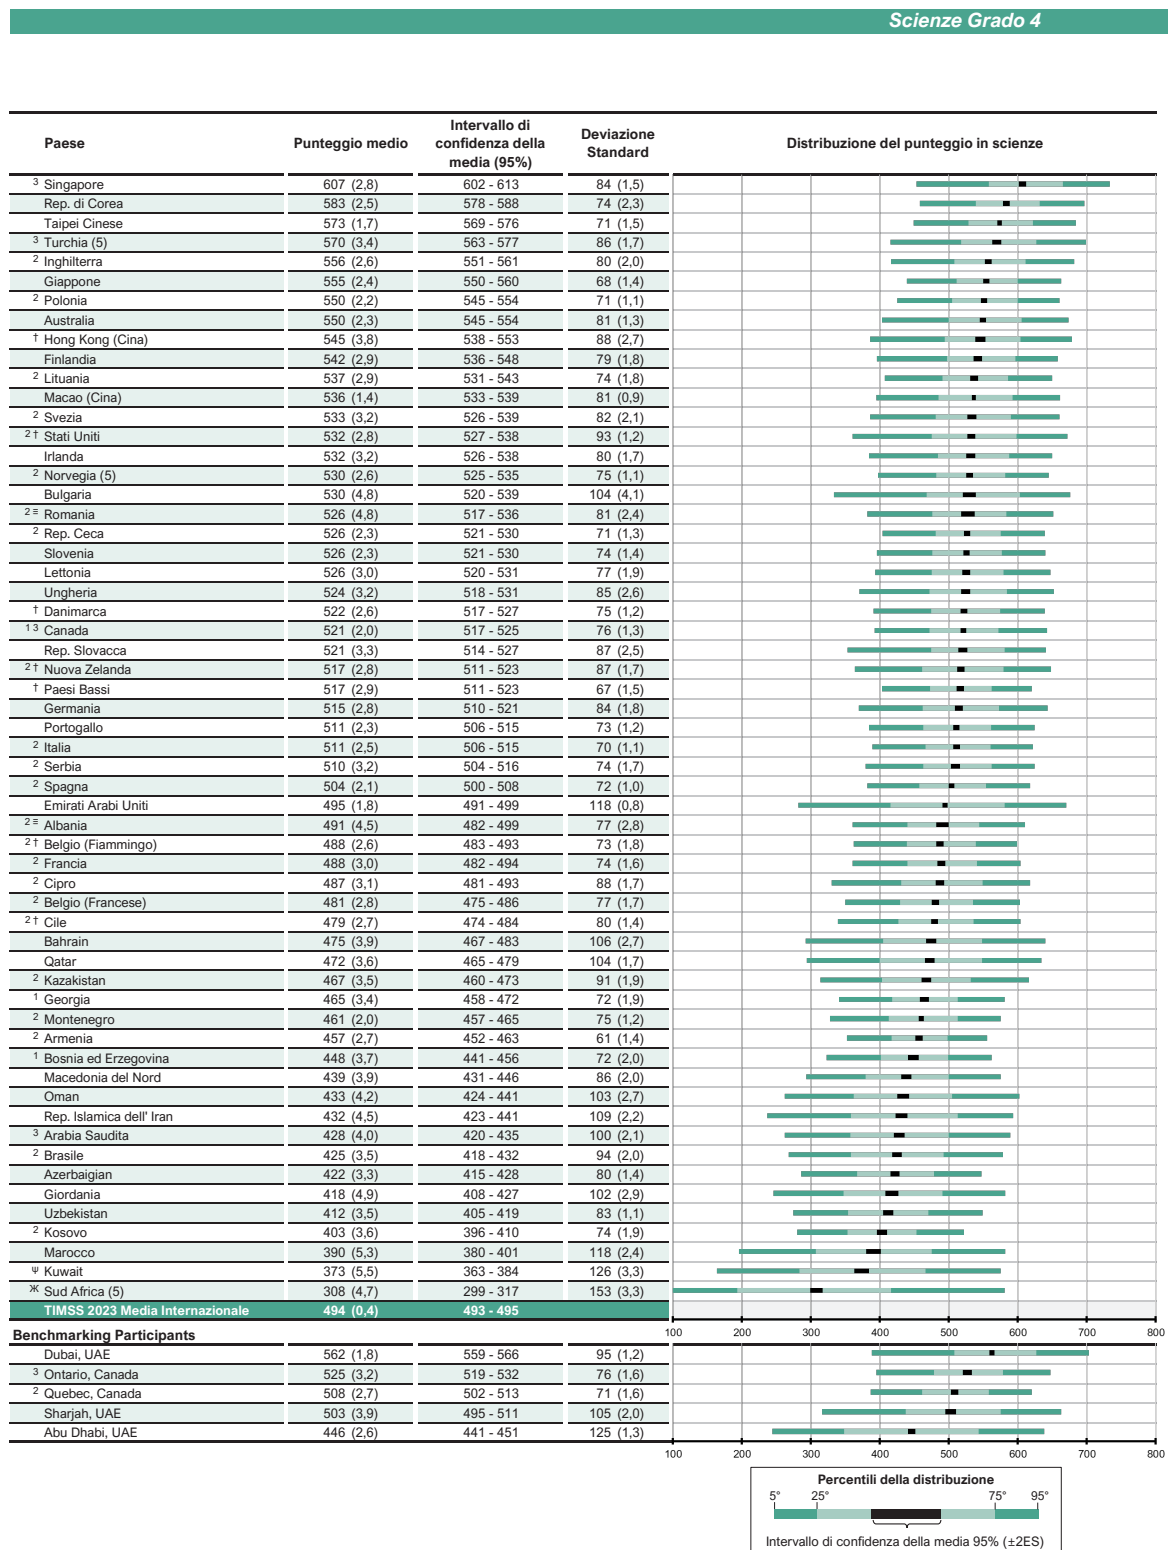 Scienze Grado 4
Paese Punteggio medio Intervallo di confidenza della media (95%) Deviazione Standard Distribuzione del punteggio in scienze
3 Singapore 607 (2,8) 602 - 613 84 (1,5)
Rep. di Corea 583 (2,5) 578 - 588 74 (2,3)
Taipei Cinese 573 (1,7) 569 - 576 71 (1,5)
3 Turchia (5) 570 (3,4) 563 - 577 86 (1,7)
2 Inghilterra 556 (2,6) 551 - 561 80 (2,0)
Giappone 555 (2,4) 550 - 560 68 (1,4)
2 Polonia 550 (2,2) 545 - 554 71 (1,1)
Australia 550 (2,3) 545 - 554 81 (1,3)
† Hong Kong (Cina) 545 (3,8) 538 - 553 88 (2,7)
Finlandia 542 (2,9) 536 - 548 79 (1,8)
2 Lituania 537 (2,9) 531 - 543 74 (1,8)
Macao (Cina) 536 (1,4) 533 - 539 81 (0,9)
2 Svezia 533 (3,2) 526 - 539 82 (2,1)
2 † Stati Uniti 532 (2,8) 527 - 538 93 (1,2)
Irlanda 532 (3,2) 526 - 538 80 (1,7)
2 Norvegia (5) 530 (2,6) 525 - 535 75 (1,1)
Bulgaria 530 (4,8) 520 - 539 104 (4,1)
2 ≡ Romania 526 (4,8) 517 - 536 81 (2,4)
2 Rep. Ceca 526 (2,3) 521 - 530 71 (1,3)
Slovenia 526 (2,3) 521 - 530 74 (1,4)
Lettonia 526 (3,0) 520 - 531 77 (1,9)
Ungheria 524 (3,2) 518 - 531 85 (2,6)
† Danimarca 522 (2,6) 517 - 527 75 (1,2)
1 3 Canada 521 (2,0) 517 - 525 76 (1,3)
Rep. Slovacca 521 (3,3) 514 - 527 87 (2,5)
2 † Nuova Zelanda 517 (2,8) 511 - 523 87 (1,7)
† Paesi Bassi 517 (2,9) 511 - 523 67 (1,5)
Germania 515 (2,8) 510 - 521 84 (1,8)
Portogallo 511 (2,3) 506 - 515 73 (1,2)
2 Italia 511 (2,5) 506 - 515 70 (1,1)
2 Serbia 510 (3,2) 504 - 516 74 (1,7)
2 Spagna 504 (2,1) 500 - 508 72 (1,0)
Emirati Arabi Uniti 495 (1,8) 491 - 499 118 (0,8)
2 ≡ Albania 491 (4,5) 482 - 499 77 (2,8)
2 † Belgio (Fiammingo) 488 (2,6) 483 - 493 73 (1,8)
2 Francia 488 (3,0) 482 - 494 74 (1,6)
2 Cipro 487 (3,1) 481 - 493 88 (1,7)
2 Belgio (Francese) 481 (2,8) 475 - 486 77 (1,7)
2 † Cile 479 (2,7) 474 - 484 80 (1,4)
Bahrain 475 (3,9) 467 - 483 106 (2,7)
Qatar 472 (3,6) 465 - 479 104 (1,7)
2 Kazakistan 467 (3,5) 460 - 473 91 (1,9)
1 Georgia 465 (3,4) 458 - 472 72 (1,9)
2 Montenegro 461 (2,0) 457 - 465 75 (1,2)
2 Armenia 457 (2,7) 452 - 463 61 (1,4)
1 Bosnia ed Erzegovina 448 (3,7) 441 - 456 72 (2,0)
Macedonia del Nord 439 (3,9) 431 - 446 86 (2,0)
Oman 433 (4,2) 424 - 441 103 (2,7)
Rep. Islamica dell' Iran 432 (4,5) 423 - 441 109 (2,2)
3 Arabia Saudita 428 (4,0) 420 - 435 100 (2,1)
2 Brasile 425 (3,5) 418 - 432 94 (2,0)
Azerbaigian 422 (3,3) 415 - 428 80 (1,4)
Giordania 418 (4,9) 408 - 427 102 (2,9)
Uzbekistan 412 (3,5) 405 - 419 83 (1,1)
2 Kosovo 403 (3,6) 396 - 410 74 (1,9)
Marocco 390 (5,3) 380 - 401 118 (2,4)
Ψ Kuwait 373 (5,5) 363 - 384 126 (3,3)
Ж Sud Africa (5) 308 (4,7) 299 - 317 153 (3,3)
TIMSS 2023 Media Internazionale 494 (0,4) 493 - 495
100 200 300 400 500 600 700 800
Benchmarking Participants
Dubai, UAE 562 (1,8) 559 - 566 95 (1,2)
3 Ontario, Canada 525 (3,2) 519 - 532 76 (1,6)
2 Quebec, Canada 508 (2,7) 502 - 513 71 (1,6)
Sharjah, UAE 503 (3,9) 495 - 511 105 (2,0)
Abu Dhabi, UAE 446 (2,6) 441 - 451 125 (1,3)
100 200 300 400 500 600 700 800
Percentili della distribuzione
5° 25° 75° 95°
Intervallo di confidenza della media 95% (±2ES)